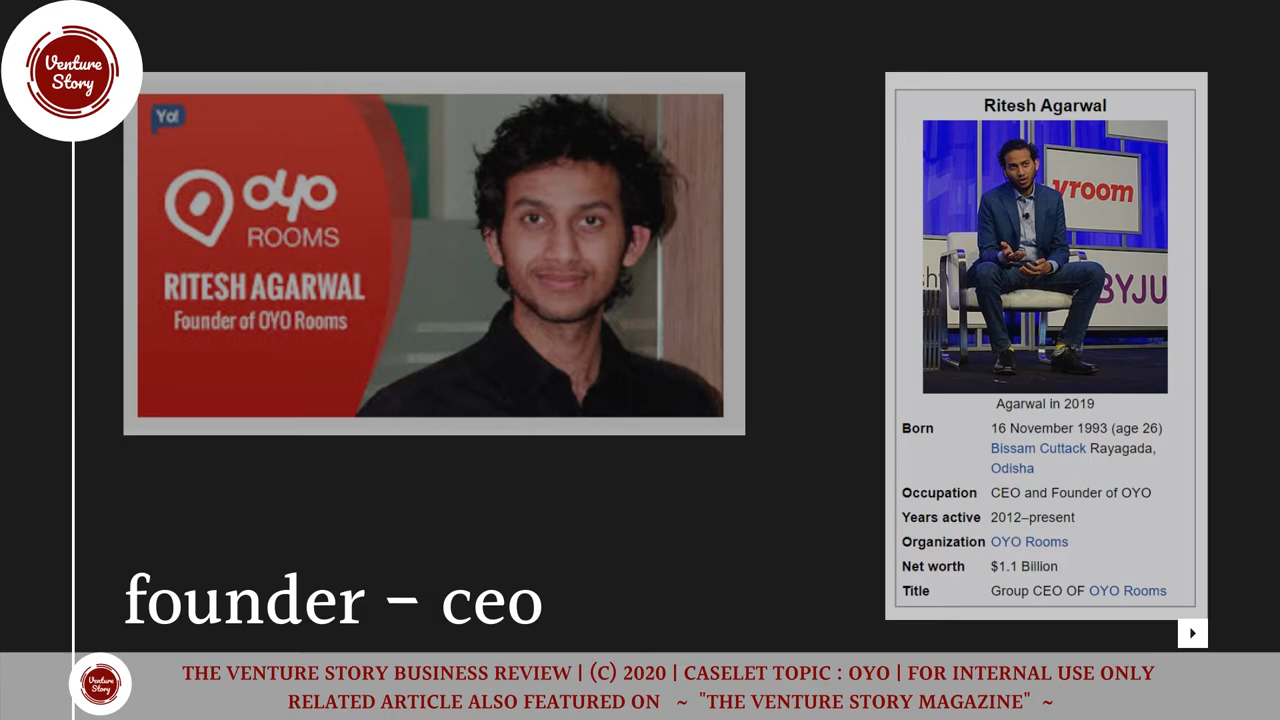 Venture
Story
Yo!
oyo
ROOMS
RITESH AGARWAL
Founder of OYO Rooms
Ritesh Agarwal
vroom
BYJU
Agarwal in 2019
Born 16 November 1993 (age 26)
Bissam Cuttack Rayagada,
Odisha
Occupation CEO and Founder of OYO
Years active 2012–present
Organization OYO Rooms
Net worth $1.1 Billion
Title Group CEO OF OYO Rooms
founder – ceo
Venture
Story
THE VENTURE STORY BUSINESS REVIEW | (C) 2020 | CASELET TOPIC : OYO | FOR INTERNAL USE ONLY
RELATED ARTICLE ALSO FEATURED ON ~ "THE VENTURE STORY MAGAZINE" ~